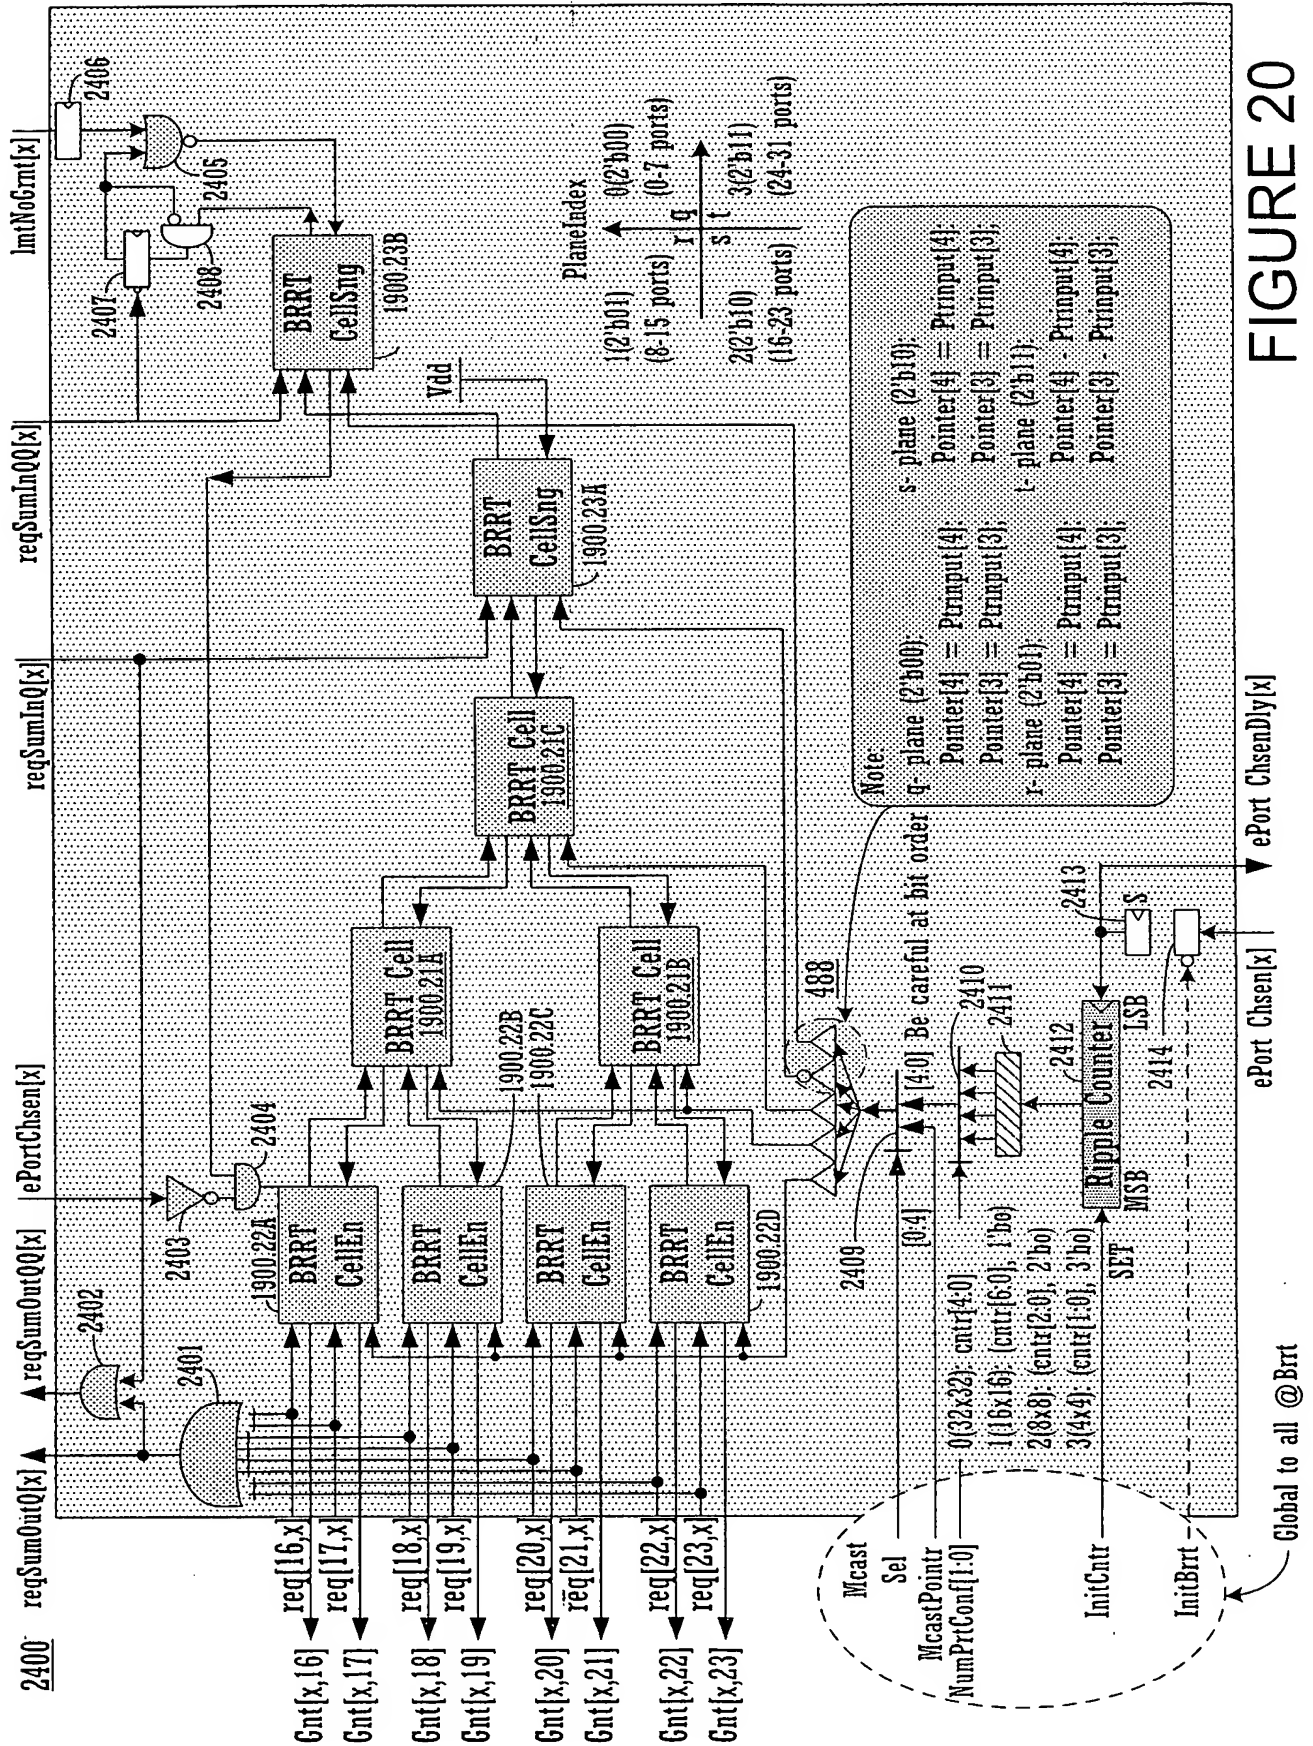 2400
reqSumOutQ[x]
reqSumOutQQ[x]
ePortChsen[x]
reqSumInQ[x]
reqSumInQQ[x]
lmtNoGrnt[x]
2402
2401
2403
2404
2406
2407
2405
2408
req[16,x]
Gnt[x,16]
req[17,x]
Gnt[x,17]
req[18,x]
Gnt[x,18]
req[19,x]
Gnt[x,19]
req[20,x]
Gnt[x,20]
req[21,x]
Gnt[x,21]
req[22,x]
Gnt[x,22]
req[23,x]
Gnt[x,23]
1900.22A
BRRT
CellEn
BRRT
CellEn
1900.22B
1900.22C
BRRT
CellEn
BRRT
CellEn
1900.22D
BRRT Cell
1900.21A
BRRT Cell
1900.21B
BRRT Cell
1900.21C
BRRT
CellSng
1900.23A
BRRT
CellSng
1900.23B
Vdd
PlaneIndex
1(2'b01)
(8-15 ports)
0(2'b00)
(0-7 ports)
r q
s t
2(2'b10)
(16-23 ports)
3(2'b11)
(24-31 ports)
488
2409
[0:4]
[4:0] Be careful at bit order
Note:
q- plane (2'b00):
Pointer[4] = Ptrinput[4]
Pointer[3] = Ptrinput[3],
r- plane (2'b01):
Pointer[4] = Ptrinput[4]
Pointer[3] = Ptrinput[3],
s- plane (2'b10):
Pointer[4] = Ptrinput[4].
Pointer[3] = Ptrinput[3],
t- plane (2'b11):
Pointer[4] - Ptrinput[4].
Pointer[3] - Ptrinput[3],
Mcast
Sel
McastPointr
NumPrtConf[1:0]
0(32x32): cntr[4:0]
1(16x16): (cntr[6:0], 1'bo)
2(8x8): (cntr[2:0], 2'bo)
3(4x4): (cntr[1:0], 3'bo)
2410
2411
2412
Ripple Counter
MSB
LSB
SET
2413
S
2414
InitCntr
InitBrrt
Global to all @Brrt
ePort Chsen[x]
ePort ChsenDly[x]
FIGURE 20